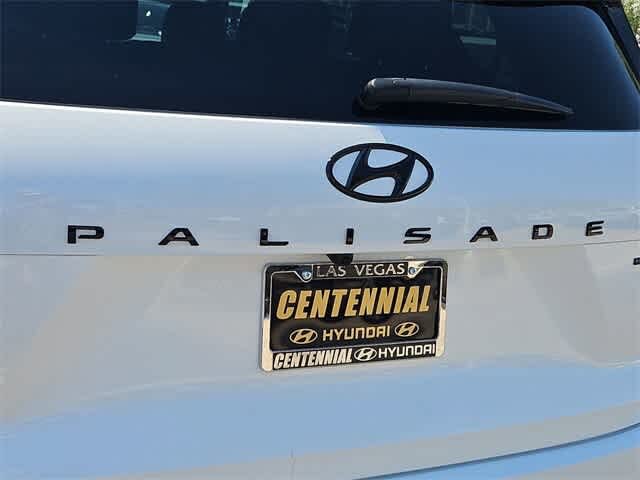 PALISADE
LAS VEGAS
CENTENNIAL
HYUNDAI
CENTENNIAL HYUNDAI